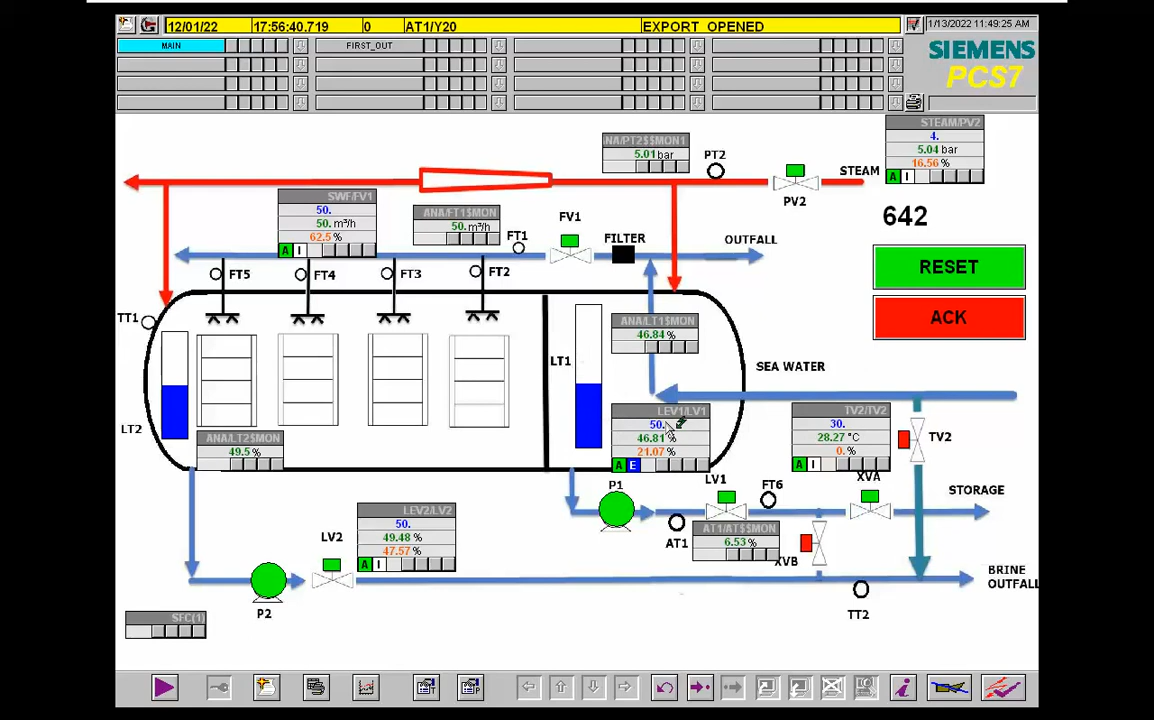 12/01/22 17:56:40.719 0 AT1/Y20 EXPORT OPENED 1/13/2022 11:49:25 AM
MAIN FIRST_OUT
SIEMENS
PCS7
STEAM/PV2
4.
5.04 bar
16.56 %
A I
NA/PT2$$MON1
5.01 bar
PT2
STEAM
PV2
642
SWF/FV1
50.
50. m³/h
62.5 %
A I
ANA/FT1$MON
50. m³/h
FT1
FV1
FILTER
OUTFALL
RESET
ACK
FT5
FT4
FT3
FT2
TT1
ANA/LT1$MON
46.84 %
LT1
SEA WATER
LEV1/LV1
50.
46.81 %
21.07 %
A E
TV2/TV2
30.
28.27 °C
0. %
A I
TV2
LT2
ANA/LT2$MON
49.5 %
P1
LV1
FT6
XVA
STORAGE
LEV2/LV2
50.
49.48 %
47.57 %
A I
AT1
AT1/AT$$MON
6.53 %
XVB
LV2
P2
BRINE
OUTFALL
TT2
SFC(1)
T P
i